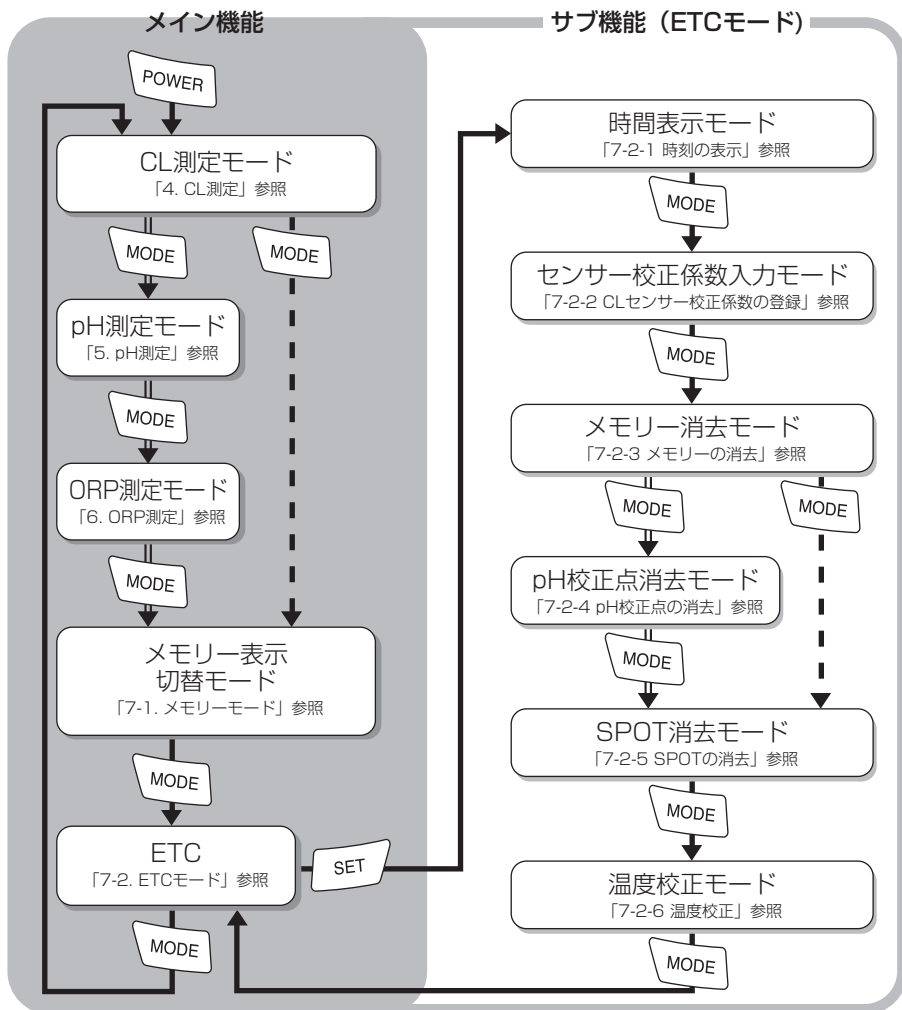 メイン機能
POWER
CL測定モード
「4. CL測定」参照
MODE
MODE
pH測定モード
「5. pH測定」参照
MODE
ORP測定モード
「6. ORP測定」参照
MODE
メモリー表示
切替モード
「7-1. メモリーモード」参照
MODE
ETC
「7-2. ETCモード」参照
SET
MODE
サブ機能（ETCモード)
時間表示モード
「7-2-1 時刻の表示」参照
MODE
センサー校正係数入力モード
「7-2-2 CLセンサー校正係数の登録」参照
MODE
メモリー消去モード
「7-2-3 メモリーの消去」参照
MODE
MODE
pH校正点消去モード
「7-2-4 pH校正点の消去」参照
MODE
SPOT消去モード
「7-2-5 SPOTの消去」参照
MODE
温度校正モード
「7-2-6 温度校正」参照
MODE